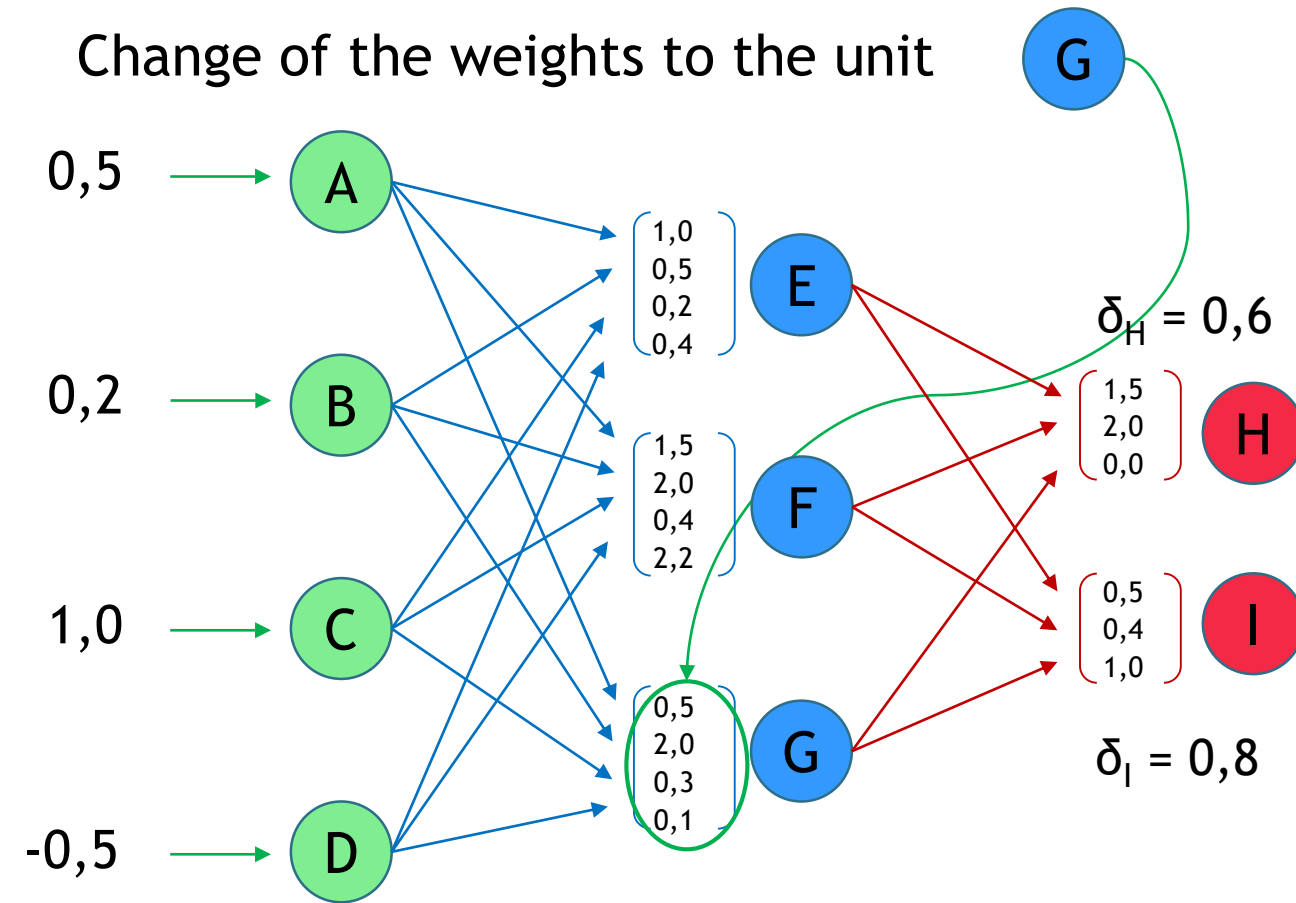 Change of the weights to the unit G
0,5
A
1,0
0,5
0,2
0,4
E
δH = 0,6
0,2
B
1,5
2,0
0,0
H
1,5
2,0
0,4
2,2
F
1,0
C
0,5
0,4
1,0
I
0,5
2,0
0,3
0,1
G
δI = 0,8
-0,5
D